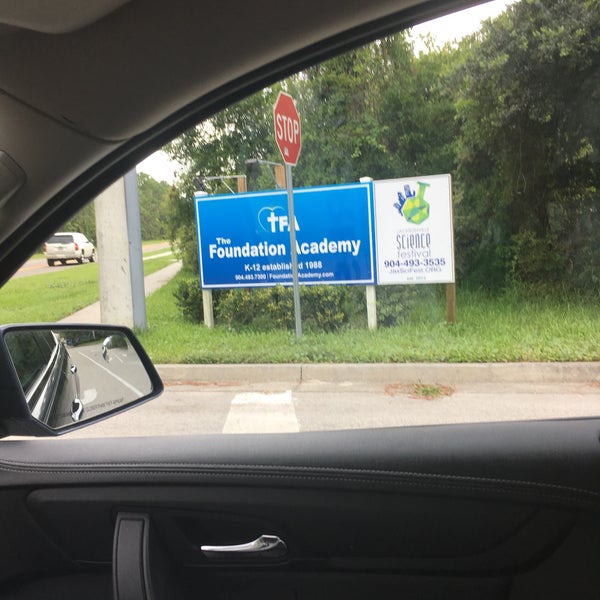 STOP
TFA
The
Foundation Academy
K-12 established 1988
904.493.7300 | FoundationAcademy.com
JACKSONVILLE
SCIENCE
festival
904-493-3535
JaxSciFest.ORG